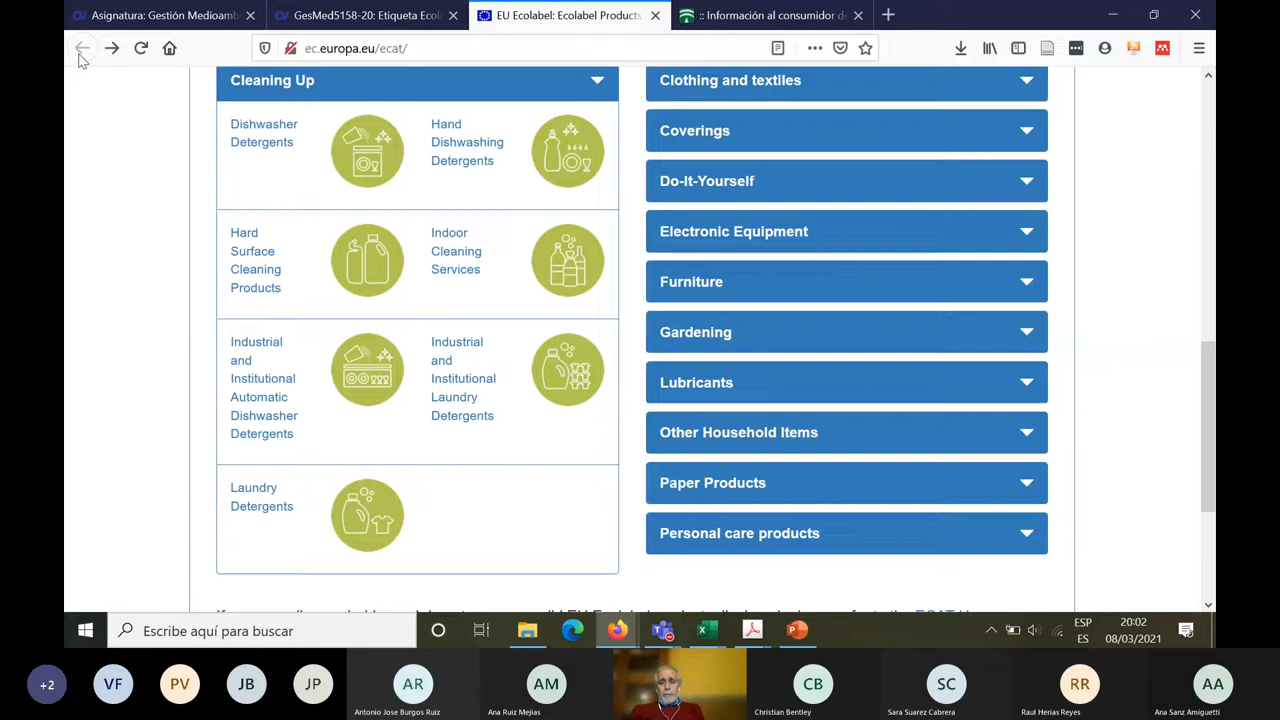 Asignatura: Gestión Medioamb
GesMed5158-20: Etiqueta Ecol
EU Ecolabel: Ecolabel Products
:: Información al consumidor de
ec.europa.eu/ecat/
Cleaning Up
Dishwasher
Detergents
Hand
Dishwashing
Detergents
Hard
Surface
Cleaning
Products
Indoor
Cleaning
Services
Industrial
and
Institutional
Automatic
Dishwasher
Detergents
Industrial
and
Institutional
Laundry
Detergents
Laundry
Detergents
Clothing and textiles
Coverings
Do-It-Yourself
Electronic Equipment
Furniture
Gardening
Lubricants
Other Household Items
Paper Products
Personal care products
Escribe aquí para buscar
ESP
ES
20:02
08/03/2021
+2
VF
PV
JB
JP
AR
Antonio Jose Burgos Ruiz
AM
Ana Ruiz Mejias
CB
Christian Bentley
SC
Sara Suarez Cabrera
RR
Raul Herias Reyes
AA
Ana Sanz Amiguetti